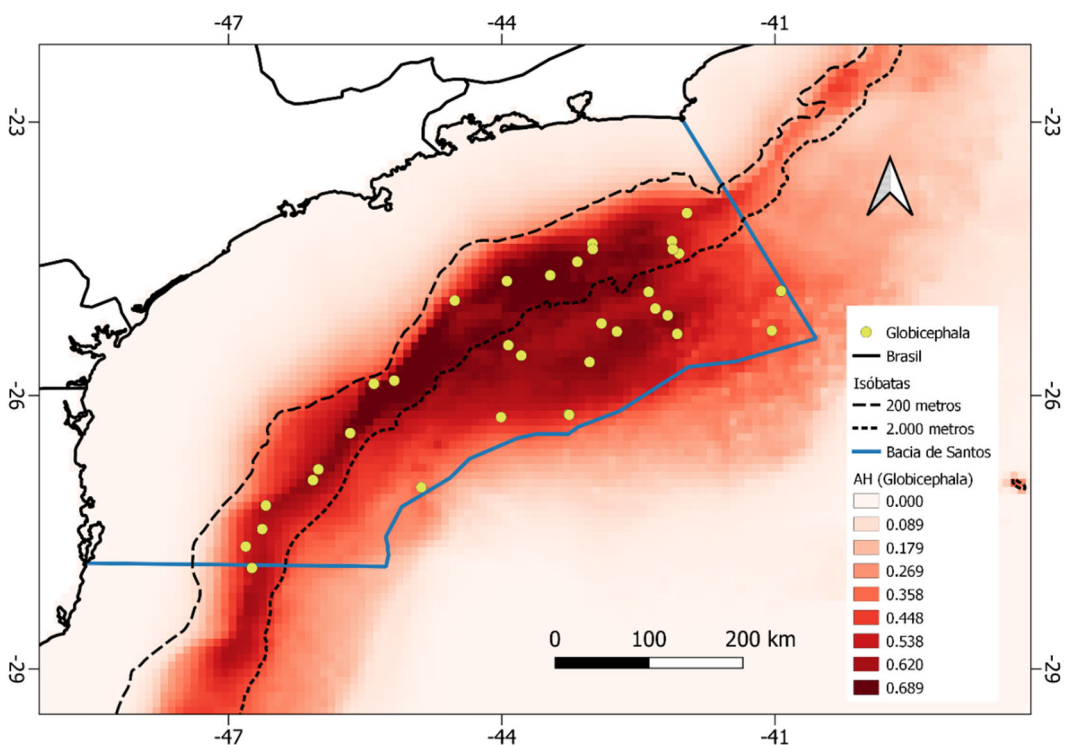 -47 -44 -41
-23 -23
-26 -26
-29 -29
Globicephala
Brasil
Isóbatas
200 metros
2.000 metros
Bacia de Santos
AH (Globicephala)
0.000
0.089
0.179
0.269
0.358
0.448
0.538
0.620
0.689
0 100 200 km
-47 -44 -41